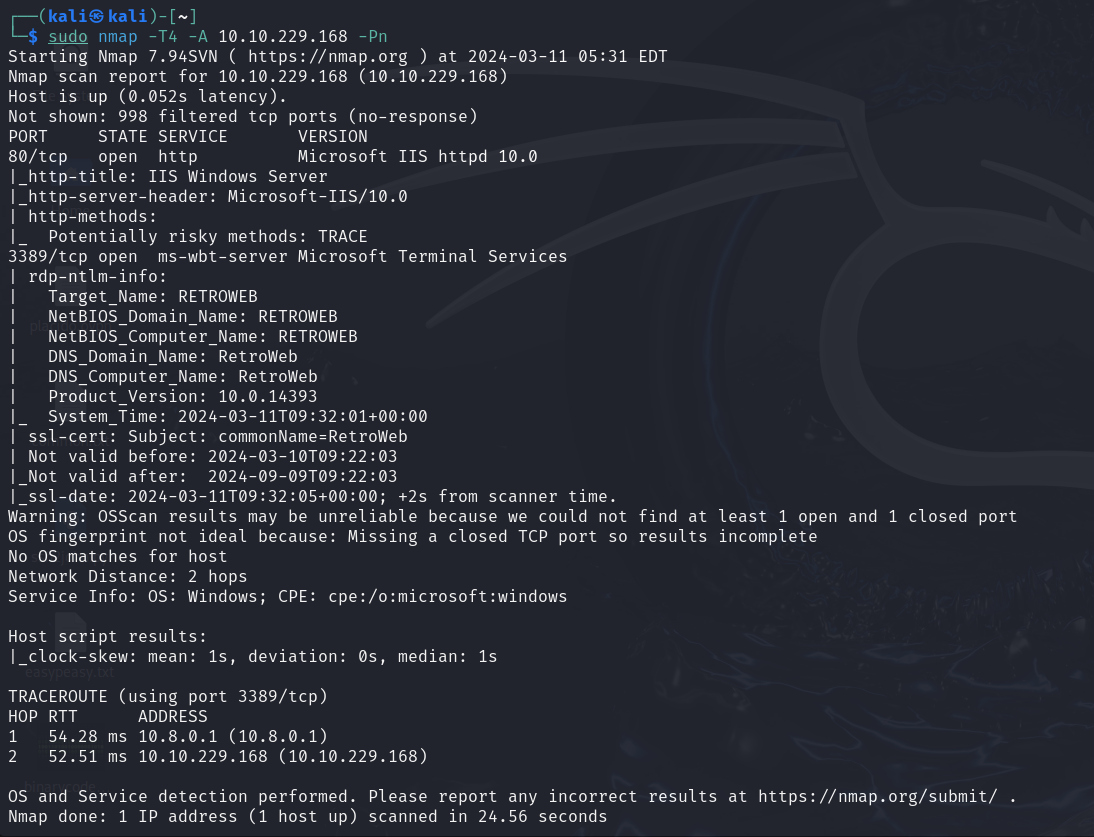 ┌──(kali㉿kali)-[~]
└─$ sudo nmap -T4 -A 10.10.229.168 -Pn
Starting Nmap 7.94SVN ( https://nmap.org ) at 2024-03-11 05:31 EDT
Nmap scan report for 10.10.229.168 (10.10.229.168)
Host is up (0.052s latency).
Not shown: 998 filtered tcp ports (no-response)
PORT     STATE SERVICE       VERSION
80/tcp   open  http          Microsoft IIS httpd 10.0
|_http-title: IIS Windows Server
|_http-server-header: Microsoft-IIS/10.0
| http-methods:
|_  Potentially risky methods: TRACE
3389/tcp open  ms-wbt-server Microsoft Terminal Services
| rdp-ntlm-info:
|   Target_Name: RETROWEB
|   NetBIOS_Domain_Name: RETROWEB
|   NetBIOS_Computer_Name: RETROWEB
|   DNS_Domain_Name: RetroWeb
|   DNS_Computer_Name: RetroWeb
|   Product_Version: 10.0.14393
|_  System_Time: 2024-03-11T09:32:01+00:00
| ssl-cert: Subject: commonName=RetroWeb
| Not valid before: 2024-03-10T09:22:03
|_Not valid after:  2024-09-09T09:22:03
|_ssl-date: 2024-03-11T09:32:05+00:00; +2s from scanner time.
Warning: OSScan results may be unreliable because we could not find at least 1 open and 1 closed port
OS fingerprint not ideal because: Missing a closed TCP port so results incomplete
No OS matches for host
Network Distance: 2 hops
Service Info: OS: Windows; CPE: cpe:/o:microsoft:windows
Host script results:
|_clock-skew: mean: 1s, deviation: 0s, median: 1s
easypeasy.txt
TRACEROUTE (using port 3389/tcp)
HOP RTT      ADDRESS
1   54.28 ms 10.8.0.1 (10.8.0.1)
2   52.51 ms 10.10.229.168 (10.10.229.168)
OS and Service detection performed. Please report any incorrect results at https://nmap.org/submit/ .
Nmap done: 1 IP address (1 host up) scanned in 24.56 seconds